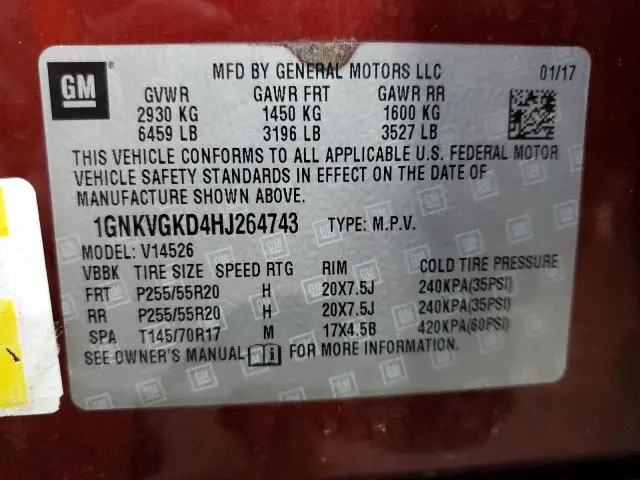 GM
MFD BY GENERAL MOTORS LLC 01/17
GVWR GAWR FRT GAWR RR
2930 KG 1450 KG 1600 KG
6459 LB 3196 LB 3527 LB
THIS VEHICLE CONFORMS TO ALL APPLICABLE U.S. FEDERAL MOTOR
VEHICLE SAFETY STANDARDS IN EFFECT ON THE DATE OF
MANUFACTURE SHOWN ABOVE.
1GNKVGKD4HJ264743 TYPE: M.P.V.
MODEL: V14526
VBBK TIRE SIZE SPEED RTG RIM COLD TIRE PRESSURE
FRT P255/55R20 H 20X7.5J 240KPA(35PSI)
RR P255/55R20 H 20X7.5J 240KPA(35PSI)
SPA T145/70R17 M 17X4.5B 420KPA(60PSI)
SEE OWNER'S MANUAL i FOR MORE INFORMATION.